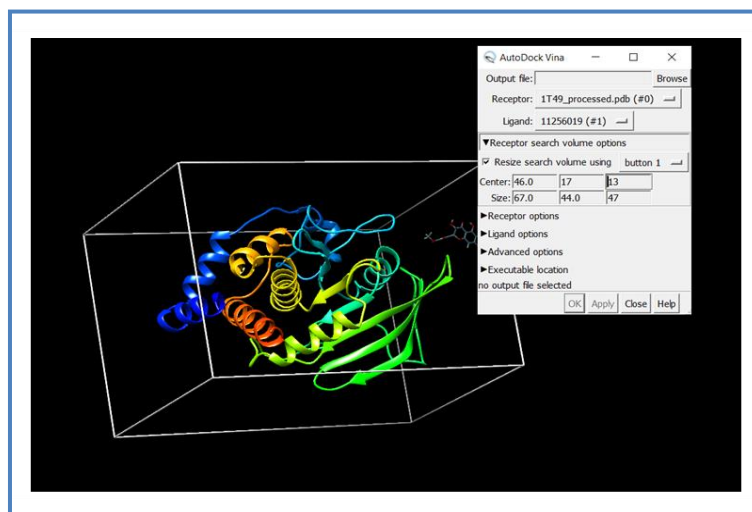 AutoDock Vina
Output file: Browse
Receptor: 1T49_processed.pdb (#0)
Ligand: 11256019 (#1)
▼Receptor search volume options
Resize search volume using button 1
Center: 46.0 17 13
Size: 67.0 44.0 47
►Receptor options
►Ligand options
►Advanced options
►Executable location
no output file selected
OK Apply Close Help